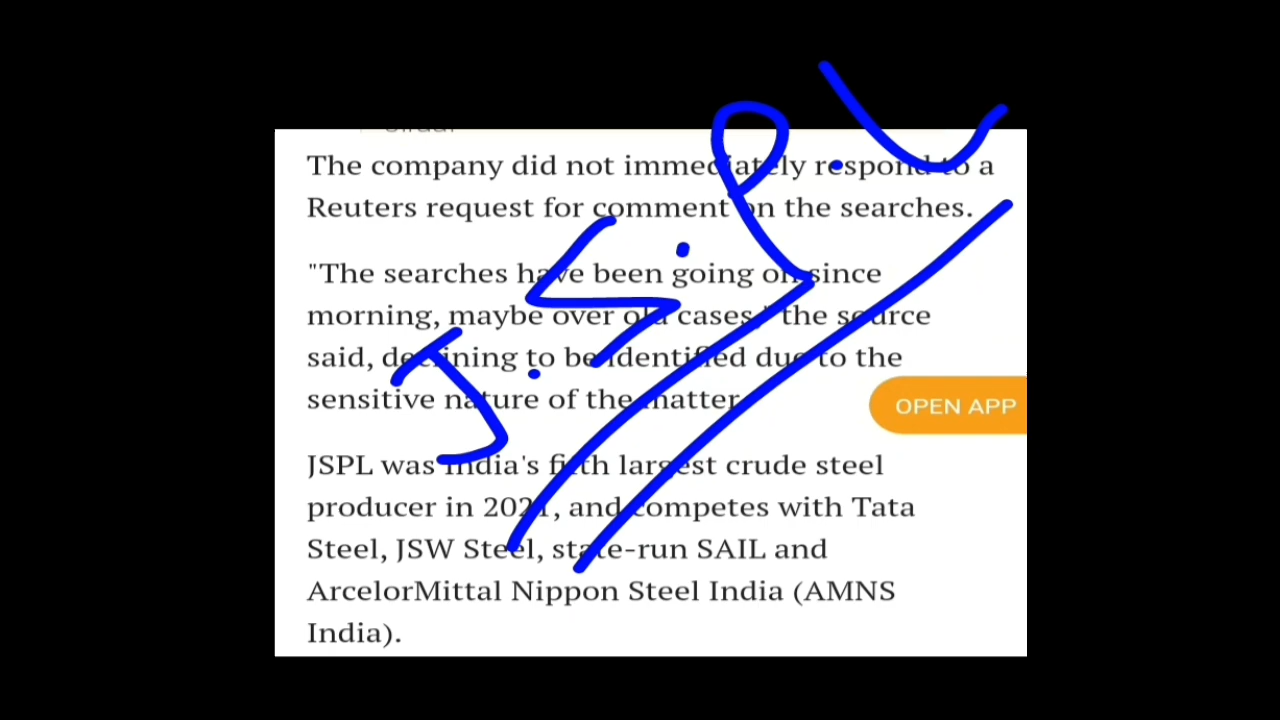 The company did not immediately respond to a
Reuters request for comment on the searches.
"The searches have been going on since
morning, maybe over old cases," the source
said, declining to be identified due to the
sensitive nature of the matter.
OPEN APP
JSPL was India's fifth largest crude steel
producer in 2021, and competes with Tata
Steel, JSW Steel, state-run SAIL and
ArcelorMittal Nippon Steel India (AMNS
India).
J.S.P.L